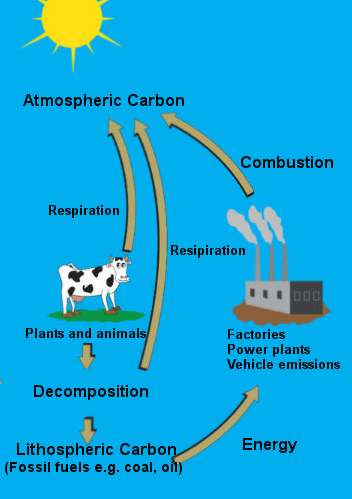 Atmospheric Carbon
Combustion
Respiration
Resipiration
Plants and animals
Factories
Power plants
Vehicle emissions
Decomposition
Lithospheric Carbon
(Fossil fuels e.g. coal, oil)
Energy